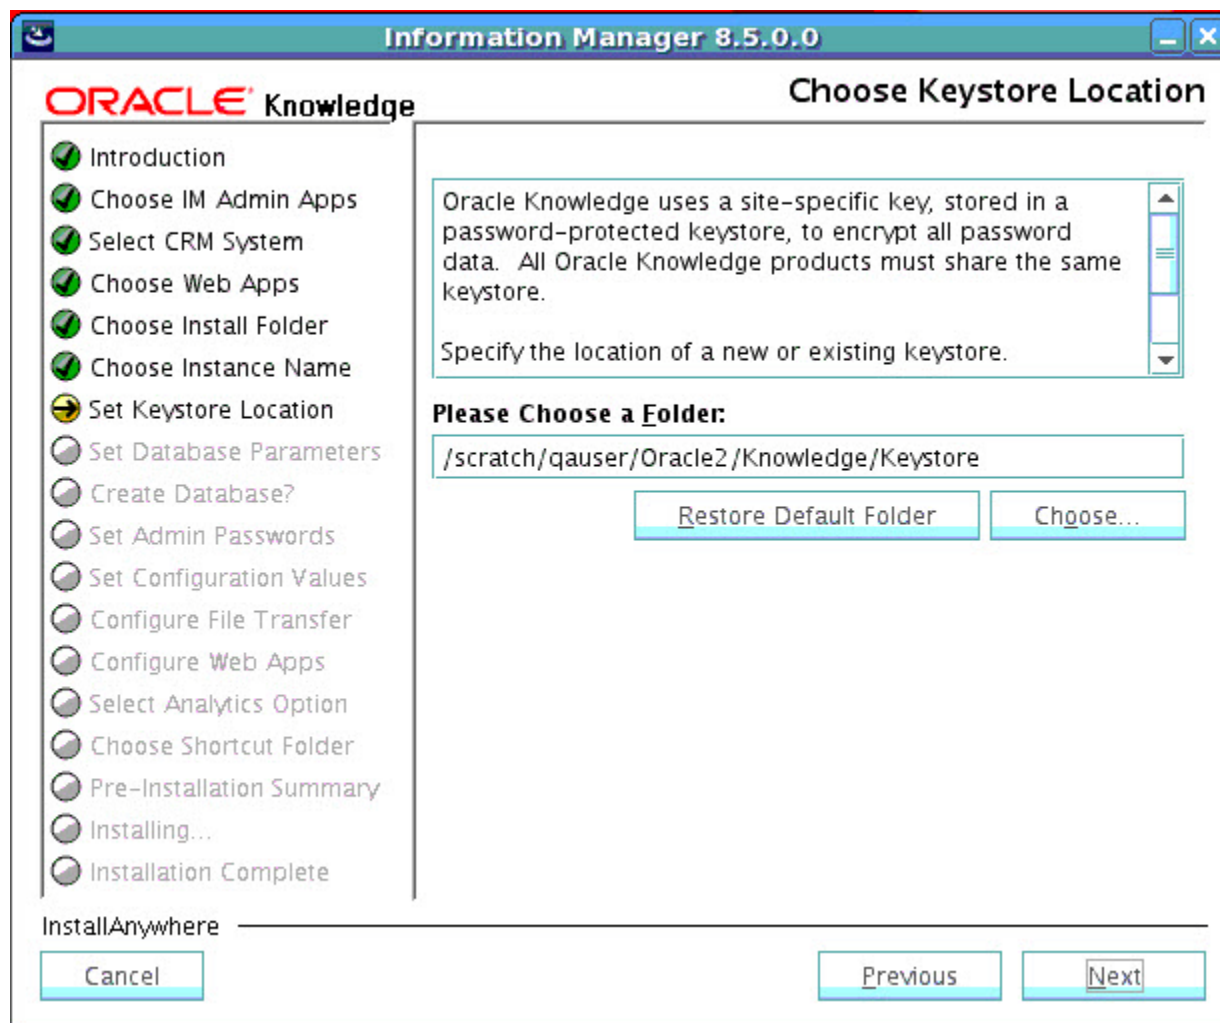 Information Manager 8.5.0.0
ORACLE Knowledge
Choose Keystore Location
Introduction
Choose IM Admin Apps
Select CRM System
Choose Web Apps
Choose Install Folder
Choose Instance Name
Set Keystore Location
Set Database Parameters
Create Database?
Set Admin Passwords
Set Configuration Values
Configure File Transfer
Configure Web Apps
Select Analytics Option
Choose Shortcut Folder
Pre-Installation Summary
Installing...
Installation Complete
Oracle Knowledge uses a site-specific key, stored in a
password-protected keystore, to encrypt all password
data.  All Oracle Knowledge products must share the same
keystore.
Specify the location of a new or existing keystore.
Please Choose a Folder:
/scratch/qauser/Oracle2/Knowledge/Keystore
Restore Default Folder
Choose...
InstallAnywhere
Cancel
Previous
Next